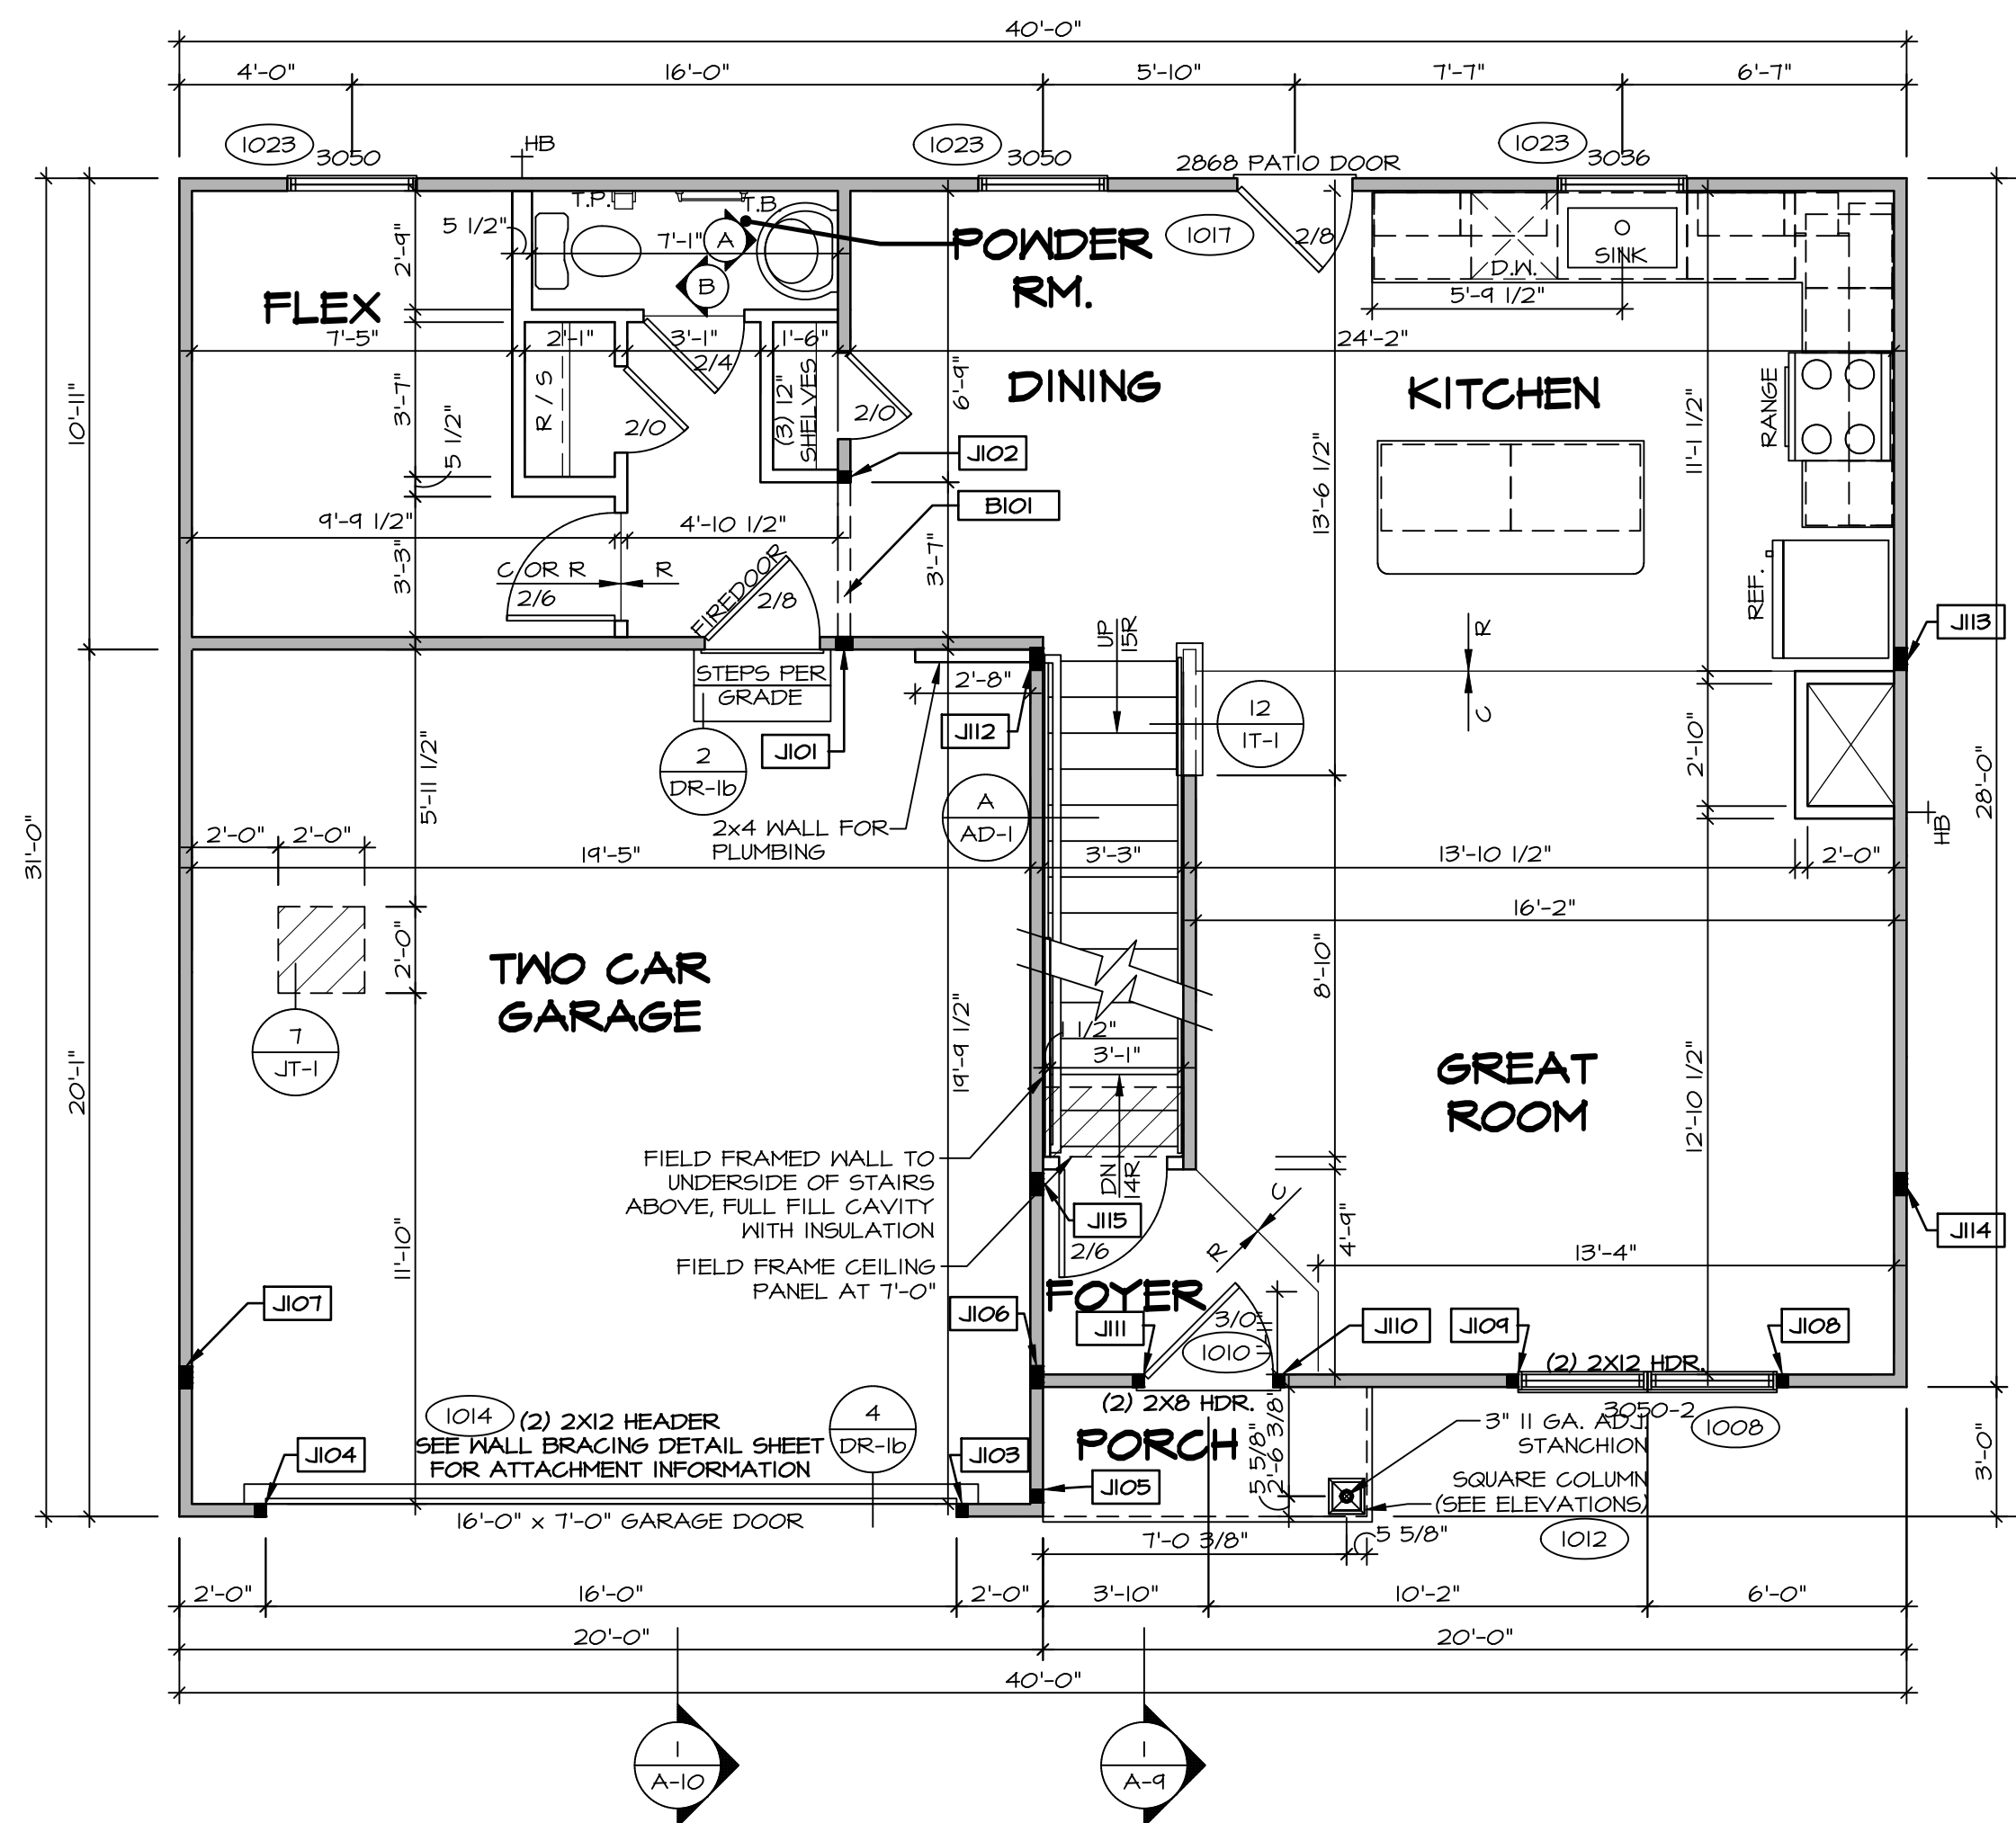 40'-0"
4'-0" 16'-0" 5'-10" 7'-7" 6'-7"
1023 3050 HB 1023 3050 2868 PATIO DOOR 1023 3036
T.P. T.B.
5 1/2" 2'-9" 7'-1" A POWDER 1017 2/8 SINK
B RM. D.W.
FLEX 5'-9 1/2"
7'-5" 2'-1" 3'-1" 1'-6" 24'-2"
2/4
R / S (3) 12"
SHELVES
6'-9" DINING KITCHEN RANGE
3'-7" 2/0 2/0
10'-11" 5 1/2" J102 13'-6 1/2" 11'-1 1/2"
B101
9'-9 1/2" 4'-10 1/2"
3'-3" C OR R R FIREDOOR 3'-7"
2/6 2/8 REF.
UP
15R
R
C
J113
STEPS PER
GRADE
2'-8"
J112
J101
2
DR-1b
12
1T-1
2'-10"
28'-0"
5'-11 1/2"
A
AD-1
HB
2x4 WALL FOR
PLUMBING
2'-0" 2'-0"
31'-0"
19'-5" 3'-3" 13'-10 1/2" 2'-0"
16'-2"
2'-0"
TWO CAR
GARAGE
8'-10"
7
JT-1
19'-9 1/2"
1 1/2"
3'-1"
20'-1"
GREAT
ROOM
12'-10 1/2"
FIELD FRAMED WALL TO
UNDERSIDE OF STAIRS
ABOVE, FULL FILL CAVITY
WITH INSULATION
DN
14R
FIELD FRAME CEILING
PANEL AT 7'-0"
11'-10"
J115
2/6
C
R
4'-9"
J114
13'-4"
FOYER
J107 J106 J111 3/0 1'-11" J110 J109 J108
1010
(2) 2X12 HDR.
(2) 2X8 HDR. 3050-2
1014 (2) 2X12 HEADER
SEE WALL BRACING DETAIL SHEET
FOR ATTACHMENT INFORMATION
4
DR-1b
PORCH
5 5/8"
2'-6 3/8"
3" 11 GA. ADJ.
STANCHION
1008
J104 J103 J105
SQUARE COLUMN
(SEE ELEVATIONS)
3'-0"
16'-0" x 7'-0" GARAGE DOOR
7'-0 3/8" 5 5/8" 1012
2'-0" 16'-0" 2'-0" 3'-10" 10'-2" 6'-0"
20'-0" 20'-0"
40'-0"
1
A-10
1
A-9